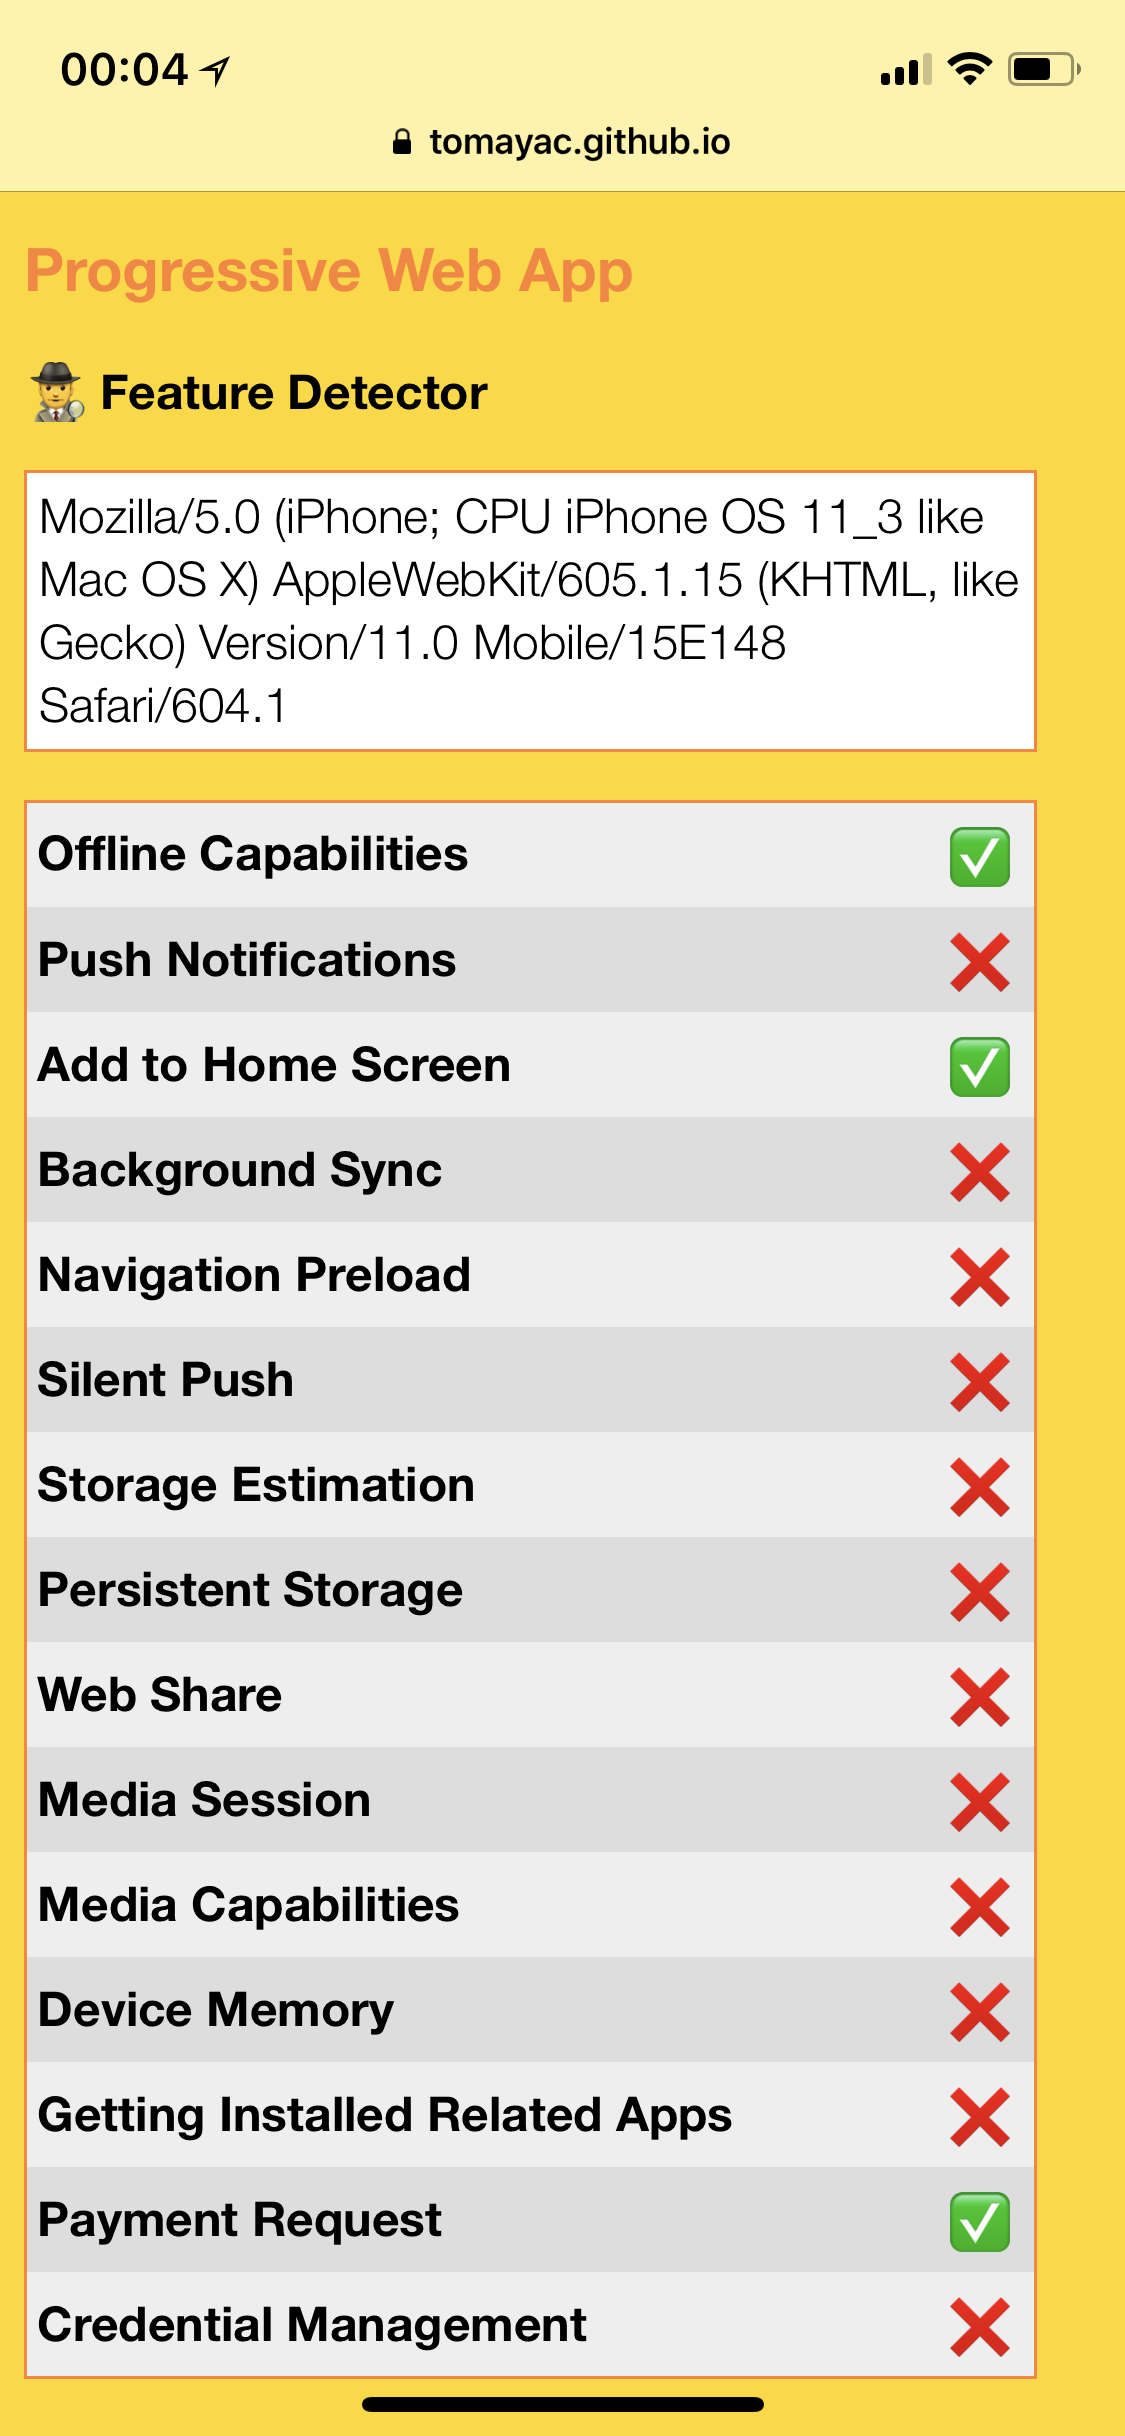 00:04
tomayac.github.io
Progressive Web App
Feature Detector
Mozilla/5.0 (iPhone; CPU iPhone OS 11_3 like
Mac OS X) AppleWebKit/605.1.15 (KHTML, like
Gecko) Version/11.0 Mobile/15E148
Safari/604.1
Offline Capabilities
Push Notifications
Add to Home Screen
Background Sync
Navigation Preload
Silent Push
Storage Estimation
Persistent Storage
Web Share
Media Session
Media Capabilities
Device Memory
Getting Installed Related Apps
Payment Request
Credential Management